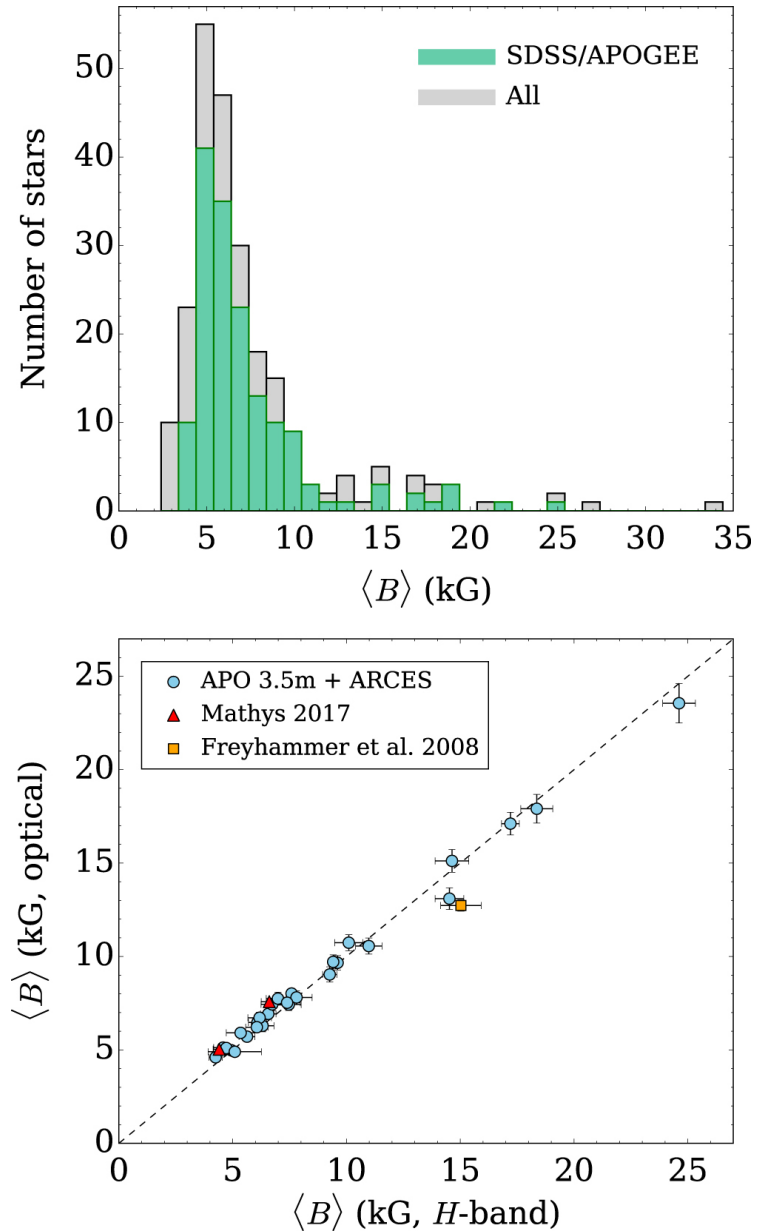 50
40
30
20
10
0
Number of stars
SDSS/APOGEE
All
0 5 10 15 20 25 30 35
⟨B⟩ (kG)
25
20
15
10
5
0
⟨B⟩ (kG, optical)
APO 3.5m + ARCES
Mathys 2017
Freyhammer et al. 2008
0 5 10 15 20 25
⟨B⟩ (kG, H-band)